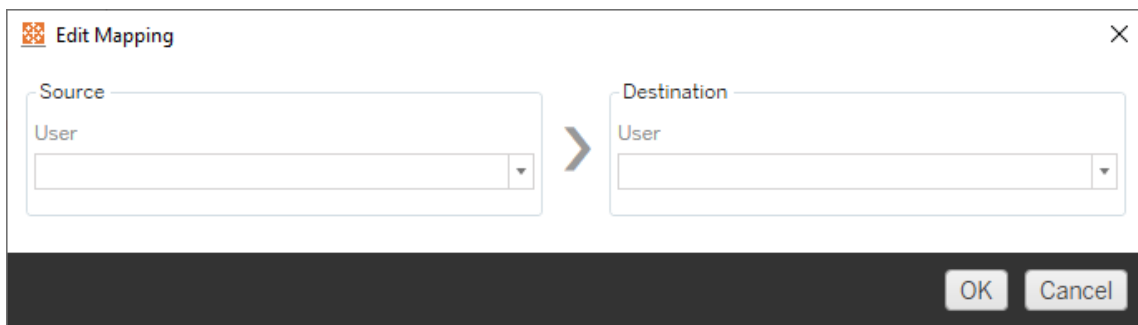 Edit Mapping
Source
User
Destination
User
OK
Cancel